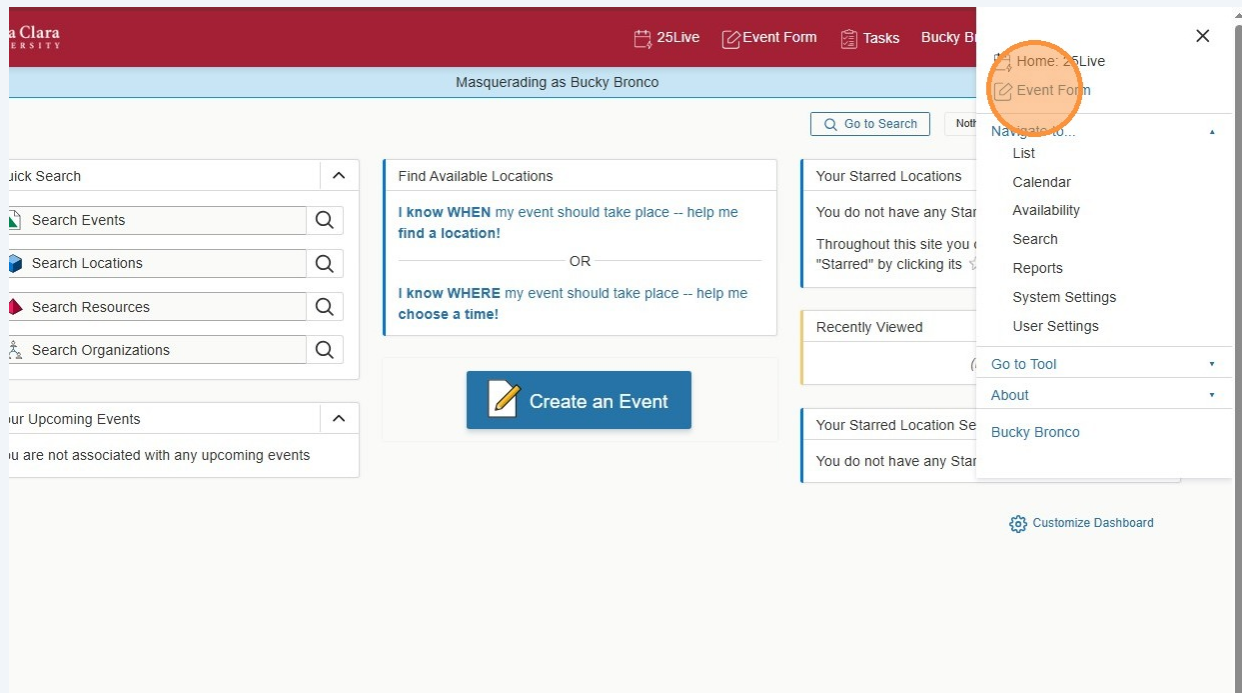 a Clara
ERSITY
25Live
Event Form
Tasks
Bucky B
Masquerading as Bucky Bronco
Go to Search
Noth
uick Search
Search Events
Search Locations
Search Resources
Search Organizations
our Upcoming Events
ou are not associated with any upcoming events
Find Available Locations
I know WHEN my event should take place -- help me
find a location!
OR
I know WHERE my event should take place -- help me
choose a time!
Create an Event
Your Starred Locations
You do not have any Star
Throughout this site you
"Starred" by clicking its
Recently Viewed
Your Starred Location Se
You do not have any Star
Customize Dashboard
Home: 25Live
Event Form
Navigate to...
List
Calendar
Availability
Search
Reports
System Settings
User Settings
Go to Tool
About
Bucky Bronco